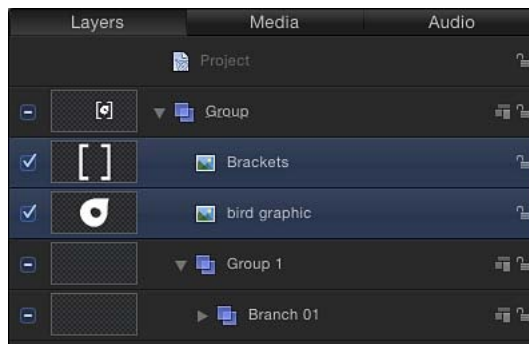 Layers Media Audio
Project
Group
Brackets
bird graphic
Group 1
Branch 01